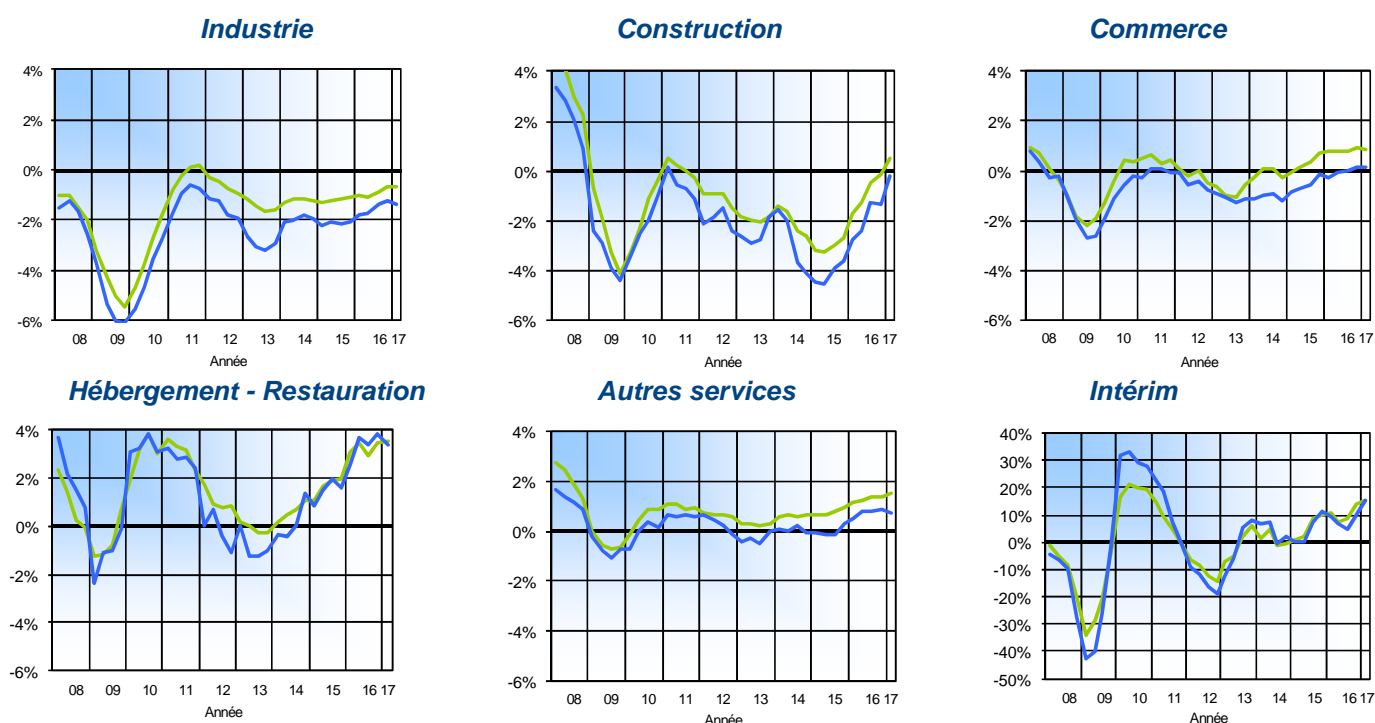 Industrie
4%
2%
0%
-2%
-4%
-6%
08 09 10 11 12 13 14 15 16 17
Année
Construction
4%
2%
0%
-2%
-4%
-6%
08 09 10 11 12 13 14 15 16 17
Année
Commerce
4%
2%
0%
-2%
-4%
-6%
08 09 10 11 12 13 14 15 16 17
Année
Hébergement - Restauration
4%
2%
0%
-2%
-4%
-6%
08 09 10 11 12 13 14 15 16 17
Année
Autres services
4%
2%
0%
-2%
-4%
-6%
08 09 10 11 12 13 14 15 16 17
Année
Intérim
40%
30%
20%
10%
0%
-10%
-20%
-30%
-40%
-50%
08 09 10 11 12 13 14 15 16 17
Année